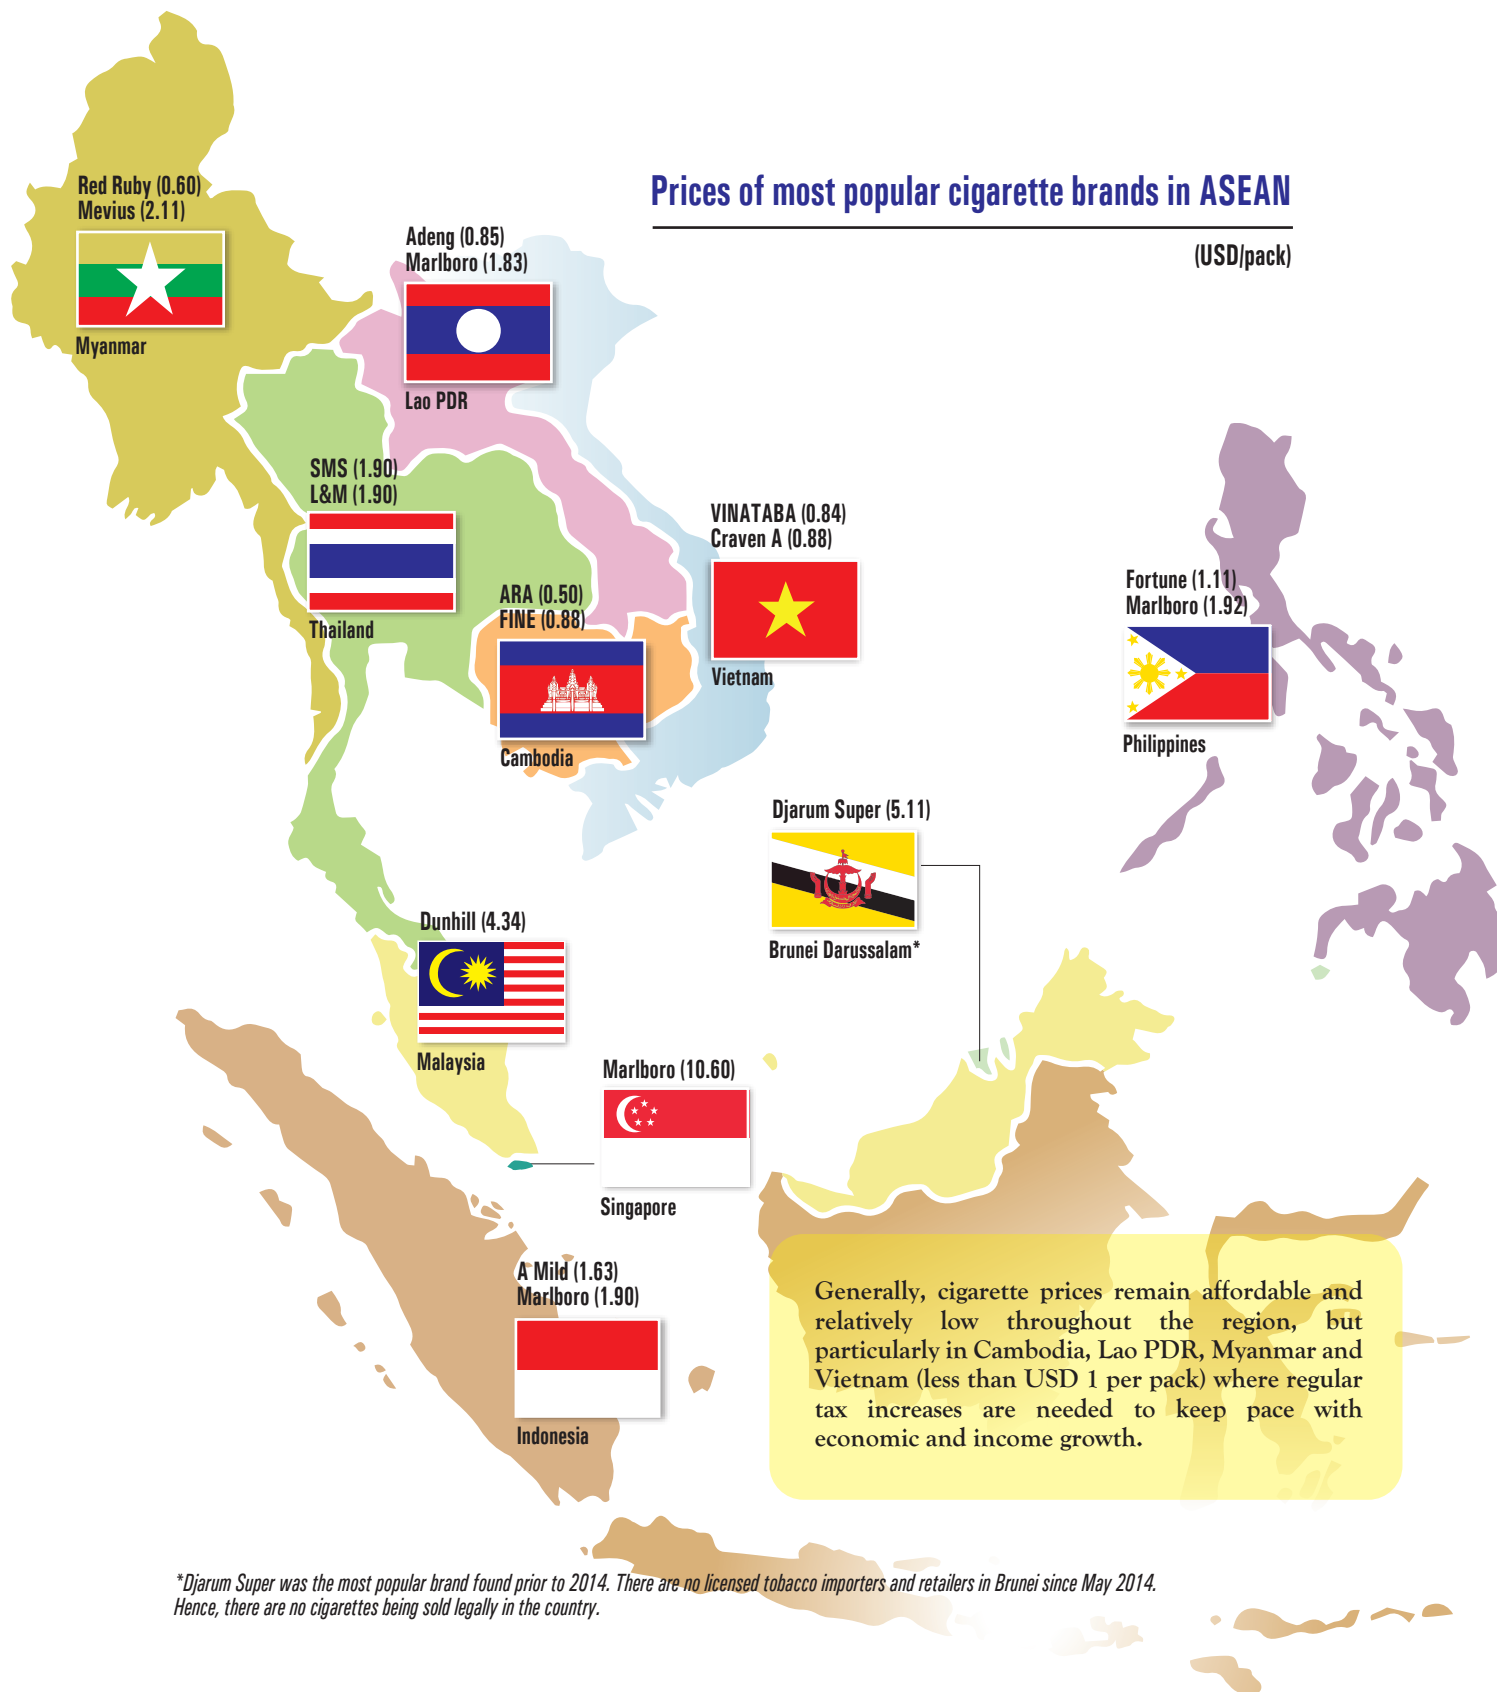 Prices of most popular cigarette brands in ASEAN
(USD/pack)
Red Ruby (0.60)
Mevius (2.11)
Myanmar
Adeng (0.85)
Marlboro (1.83)
Lao PDR
SMS (1.90)
L&M (1.90)
Thailand
VINATABA (0.84)
Craven A (0.88)
Vietnam
ARA (0.50)
FINE (0.88)
Cambodia
Fortune (1.11)
Marlboro (1.92)
Philippines
Djarum Super (5.11)
Brunei Darussalam*
Dunhill (4.34)
Malaysia
Marlboro (10.60)
Singapore
A Mild (1.63)
Marlboro (1.90)
Indonesia
Generally, cigarette prices remain affordable and
relatively low throughout the region, but
particularly in Cambodia, Lao PDR, Myanmar and
Vietnam (less than USD 1 per pack) where regular
tax increases are needed to keep pace with
economic and income growth.
*Djarum Super was the most popular brand found prior to 2014. There are no licensed tobacco importers and retailers in Brunei since May 2014.
Hence, there are no cigarettes being sold legally in the country.